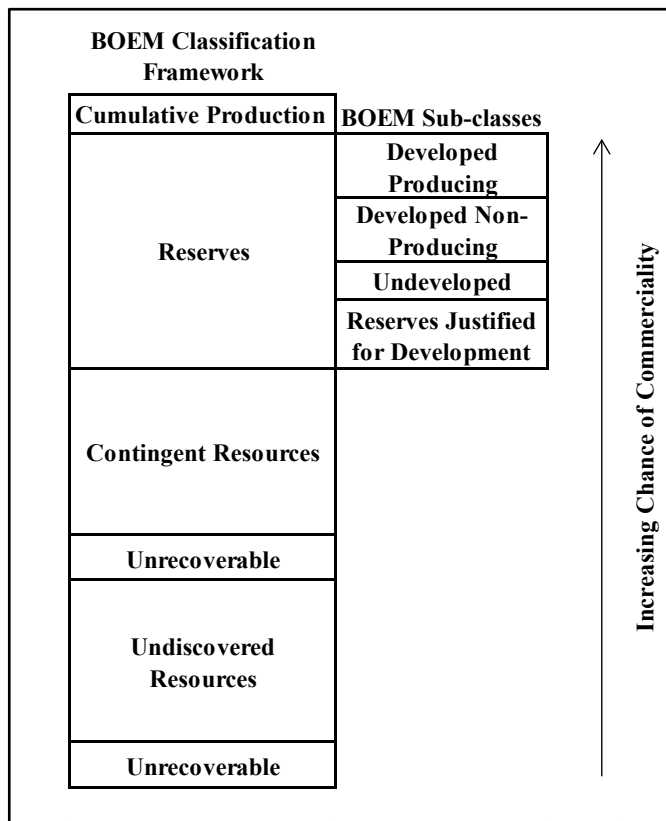 BOEM Classification
Framework
Cumulative Production
BOEM Sub-classes
Developed
Producing
Developed Non-
Producing
Undeveloped
Reserves Justified
for Development
Reserves
Contingent Resources
Unrecoverable
Undiscovered
Resources
Unrecoverable
Increasing Chance of Commerciality